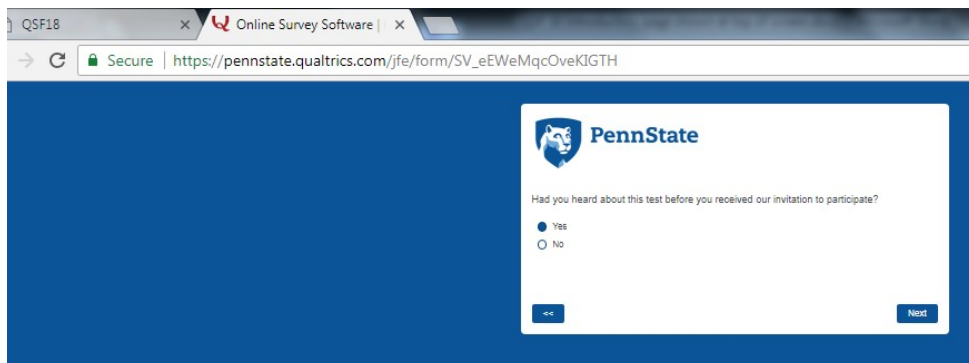 QSF18
Online Survey Software |
Secure | https://pennstate.qualtrics.com/jfe/form/SV_eEWeMqcOveKIGTH
PennState
Had you heard about this test before you received our invitation to participate?
Yes
No
<< Next